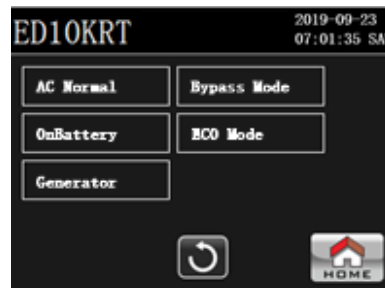 ED10KRT
2019-09-23
07:01:35 SA
AC Normal
Bypass Mode
OnBattery
ECO Mode
Generator
HOME